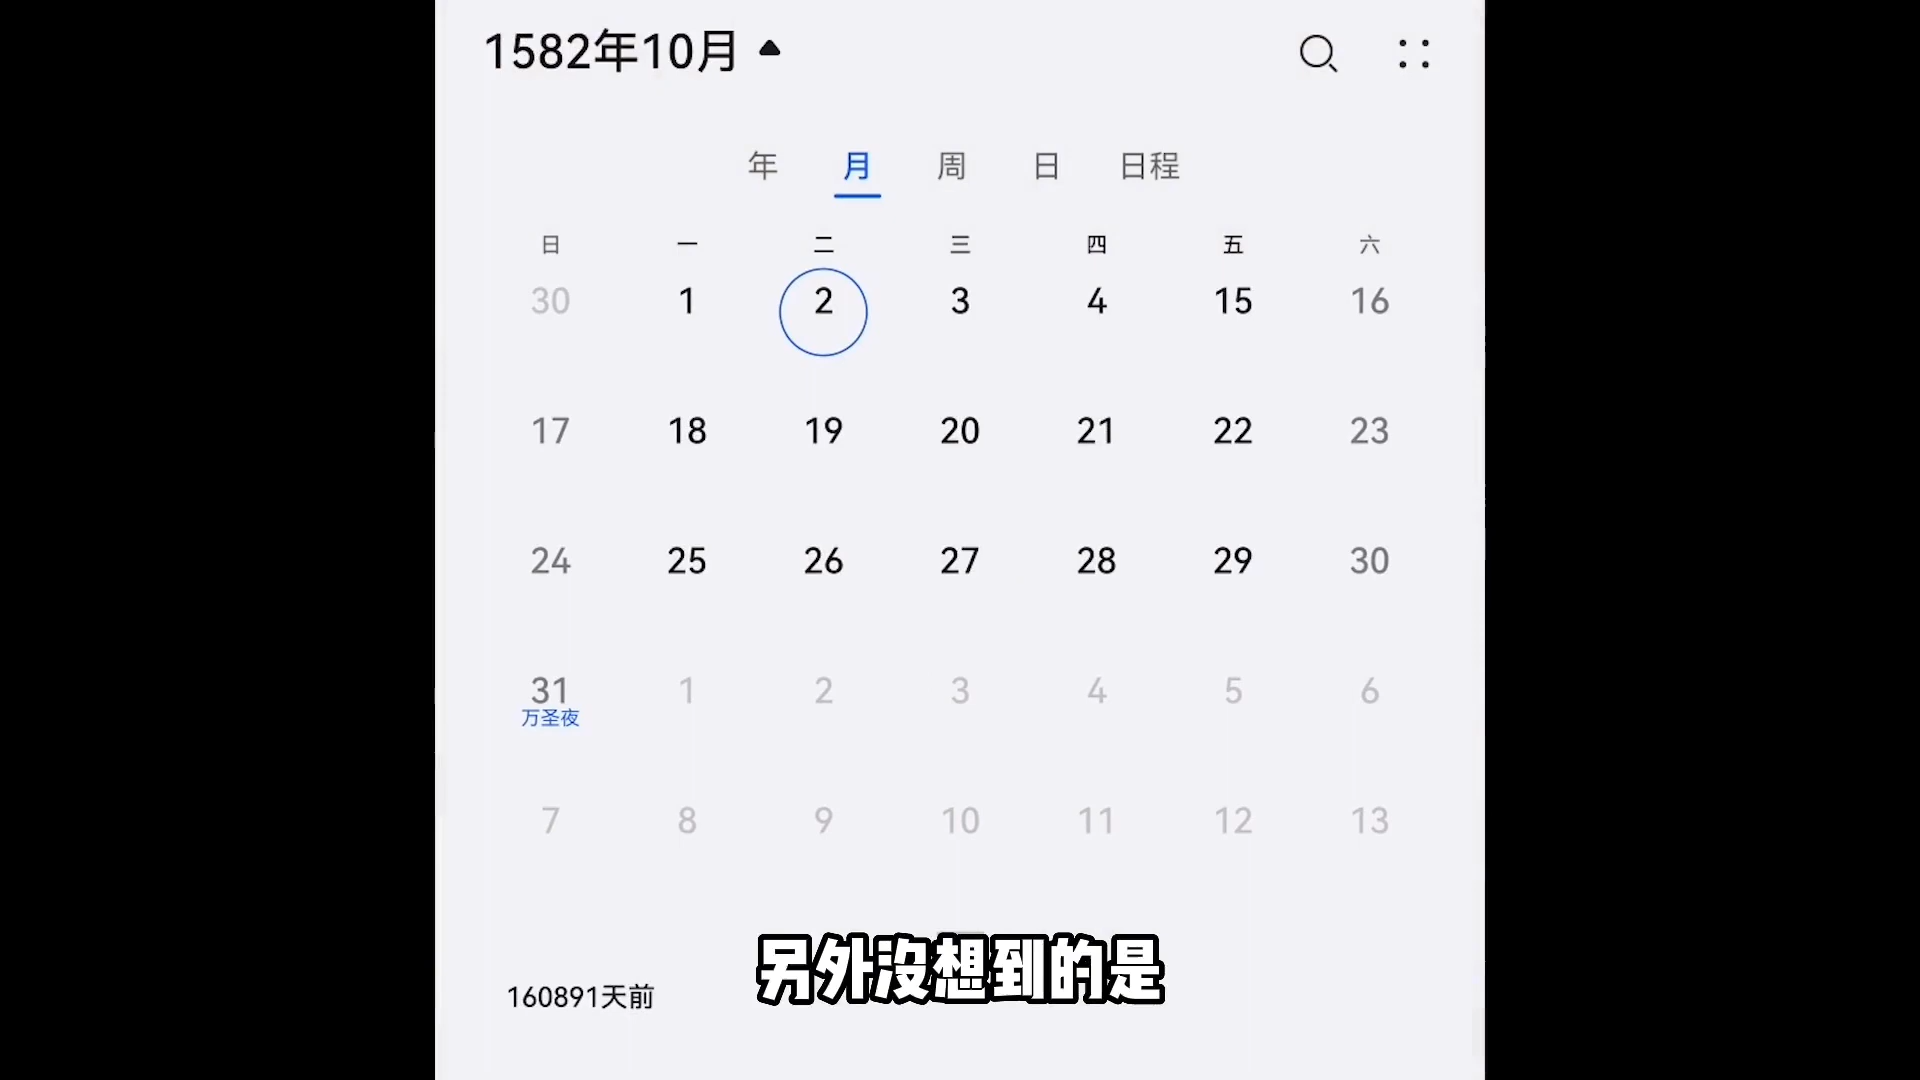 1582年10月
年 月 周 日 日程
日 一 二 三 四 五 六
30 1 2 3 4 15 16
17 18 19 20 21 22 23
24 25 26 27 28 29 30
31 1 2 3 4 5 6
万圣夜
7 8 9 10 11 12 13
另外没想到的是
160891天前